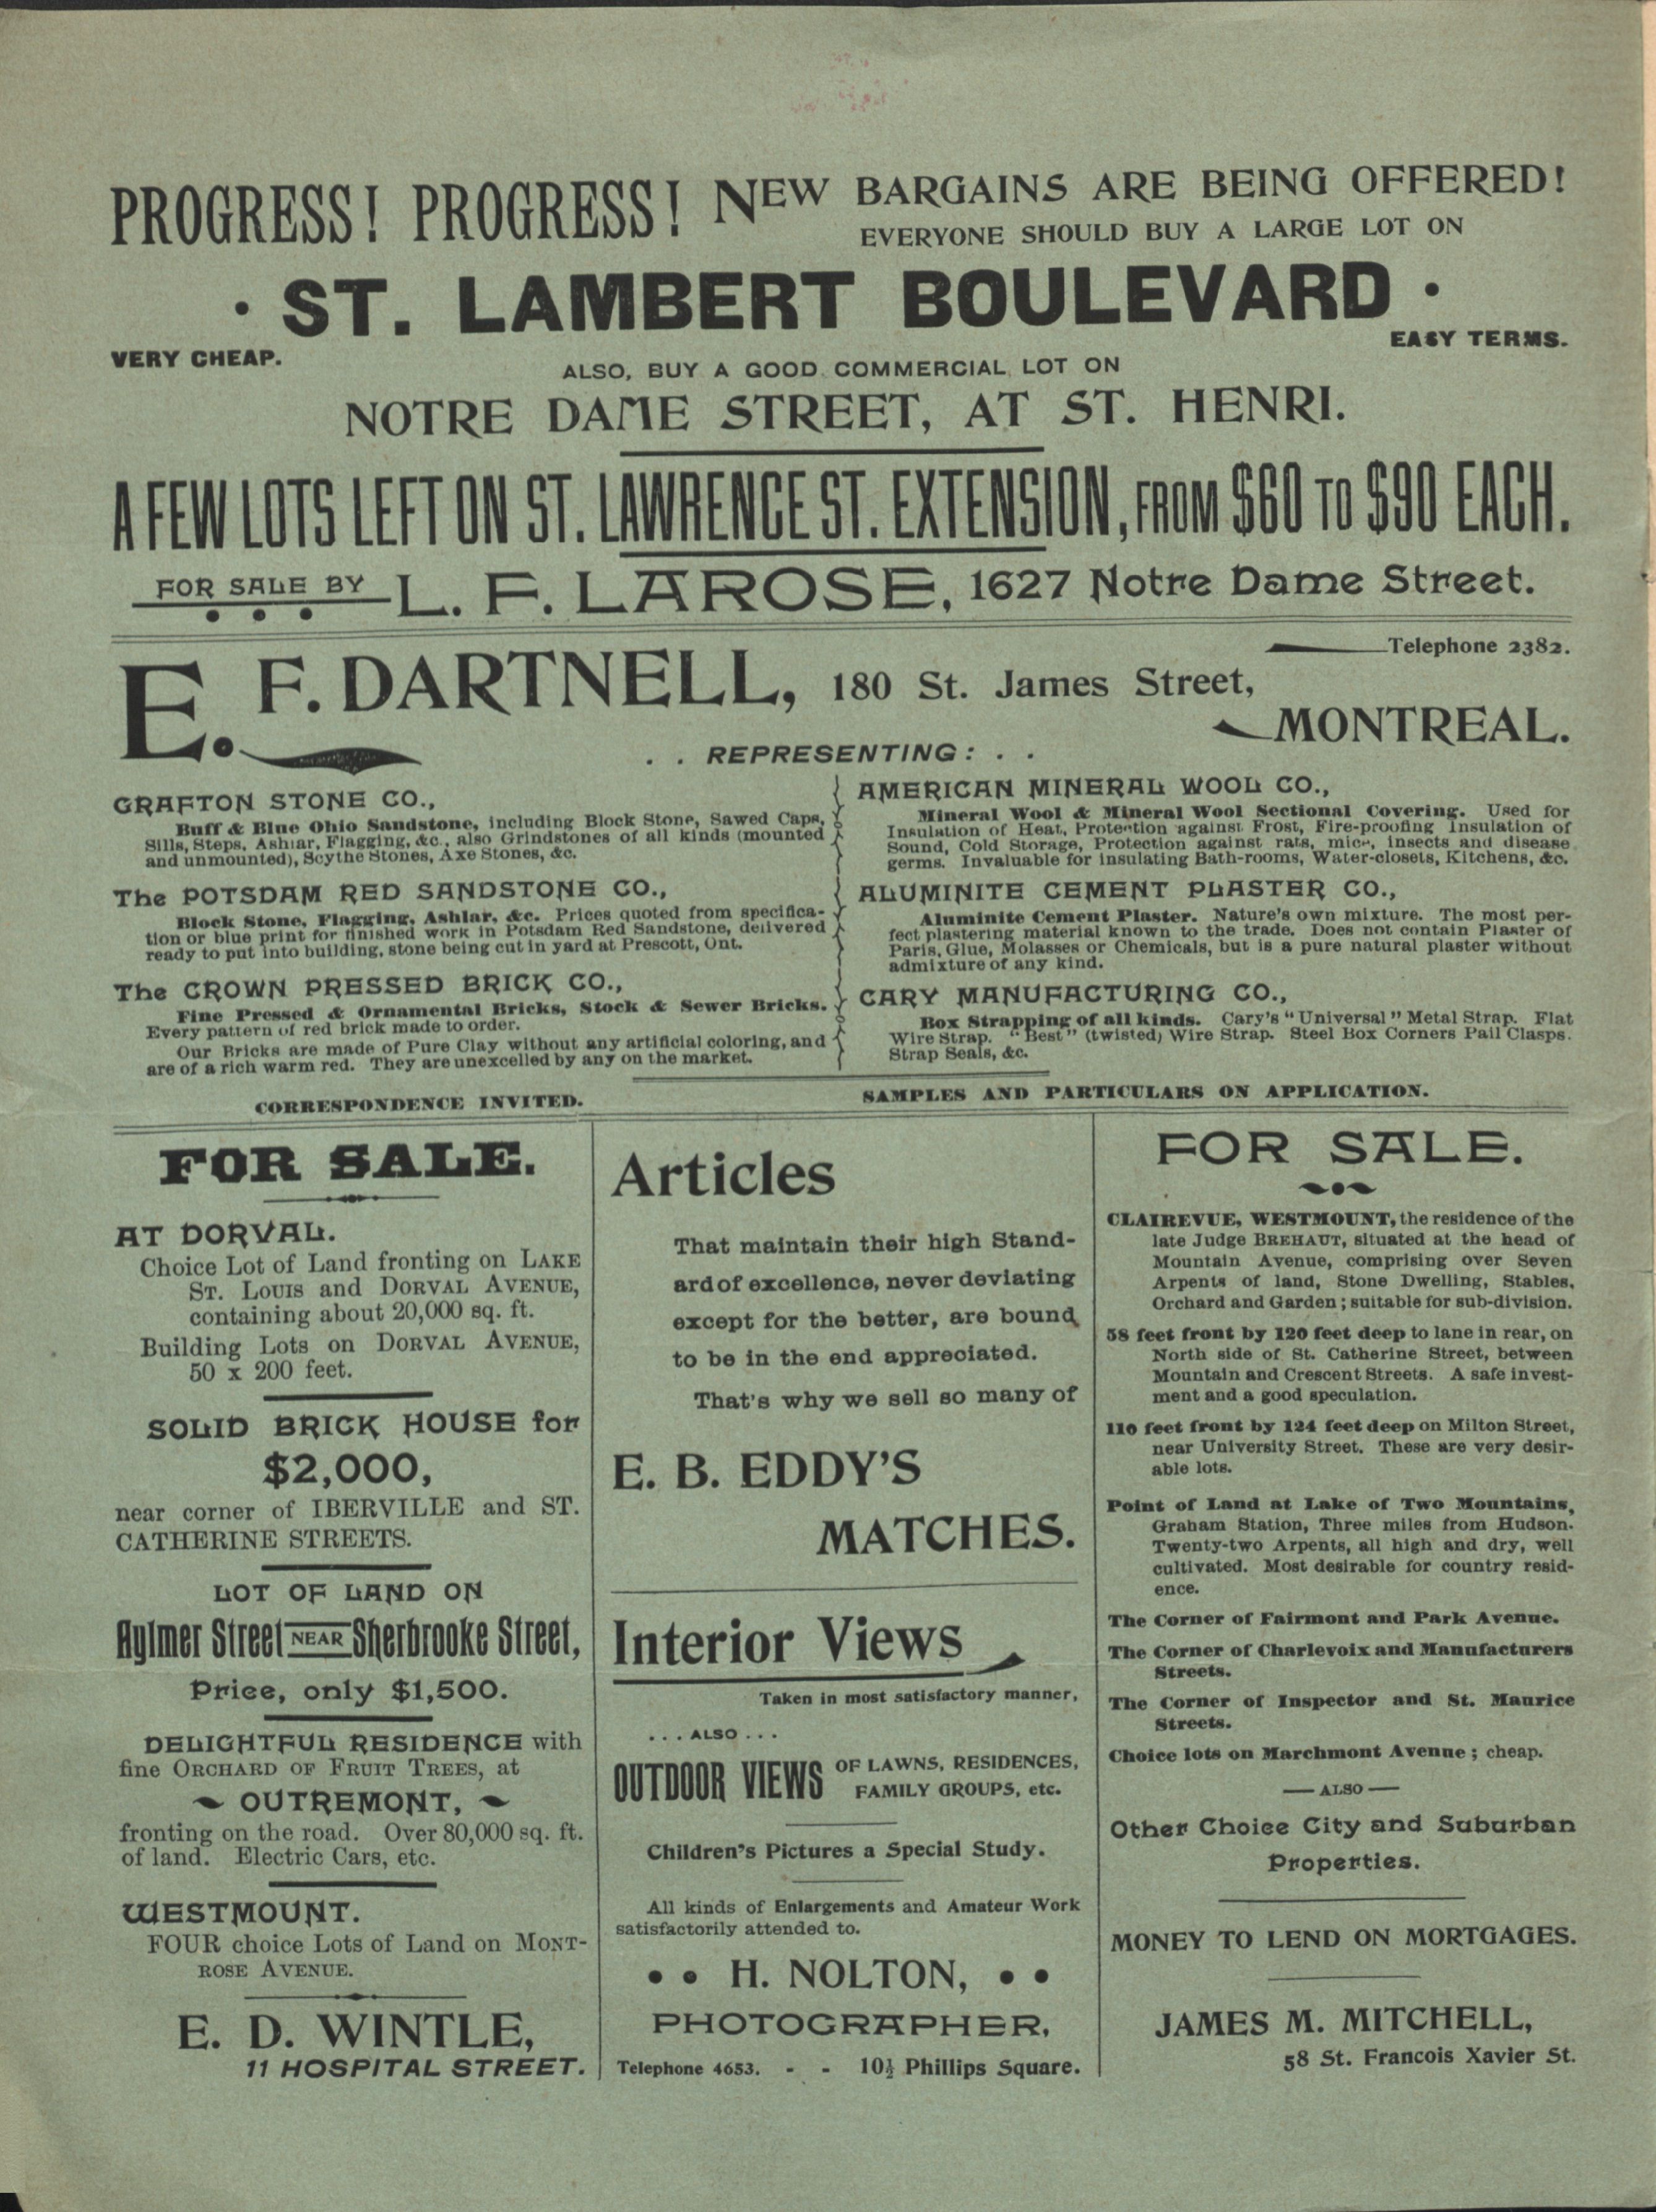 PROGRESS! PROGRESS! NEW BARGAINS ARE BEING OFFERED!
EVERYONE SHOULD BUY A LARGE LOT ON
· ST. LAMBERT BOULEVARD ·
VERY CHEAP.
EASY TERMS.
ALSO, BUY A GOOD COMMERCIAL LOT ON
NOTRE DAME STREET, AT ST. HENRI.
A FEW LOTS LEFT ON ST. LAWRENCE ST. EXTENSION, FROM $60 TO $90 EACH.
FOR SALE BY L. F. LAROSE, 1627 Notre Dame Street.
Telephone 2382.
E. F. DARTNELL, 180 St. James Street,
MONTREAL.
. . REPRESENTING: . .
GRAFTON STONE CO.,
Buff & Blue Ohio Sandstone, including Block Stone, Sawed Caps,
Sills, Steps, Ashlar, Flagging, &c., also Grindstones of all kinds (mounted
and unmounted), Scythe Stones, Axe Stones, &c.
The POTSDAM RED SANDSTONE CO.,
Block Stone, Flagging, Ashlar, &c. Prices quoted from specifica-
tion or blue print for finished work in Potsdam Red Sandstone, delivered
ready to put into building, stone being cut in yard at Prescott, Ont.
The CROWN PRESSED BRICK CO.,
Fine Pressed & Ornamental Bricks, Stock & Sewer Bricks.
Every pattern of red brick made to order.
Our Bricks are made of Pure Clay without any artificial coloring, and
are of a rich warm red. They are unexcelled by any on the market.
CORRESPONDENCE INVITED.
AMERICAN MINERAL WOOL CO.,
Mineral Wool & Mineral Wool Sectional Covering. Used for
Insulation of Heat, Protection against Frost, Fire-proofing Insulation of
Sound, Cold Storage, Protection against rats, mice, insects and disease
germs. Invaluable for insulating Bath-rooms, Water-closets, Kitchens, &c.
ALUMINITE CEMENT PLASTER CO.,
Aluminite Cement Plaster. Nature's own mixture. The most per-
fect plastering material known to the trade. Does not contain Plaster of
Paris, Glue, Molasses or Chemicals, but is a pure natural plaster without
admixture of any kind.
CARY MANUFACTURING CO.,
Box Strapping of all kinds. Cary's "Universal" Metal Strap. Flat
Wire Strap. "Best" (twisted) Wire Strap. Steel Box Corners Pail Clasps.
Strap Seals, &c.
SAMPLES AND PARTICULARS ON APPLICATION.
FOR SALE.
AT DORVAL.
Choice Lot of Land fronting on LAKE
ST. LOUIS and DORVAL AVENUE,
containing about 20,000 sq. ft.
Building Lots on DORVAL AVENUE,
50 x 200 feet.
SOLID BRICK HOUSE for
$2,000,
near corner of IBERVILLE and ST.
CATHERINE STREETS.
LOT OF LAND ON
Aylmer Street NEAR Sherbrooke Street,
Price, only $1,500.
DELIGHTFUL RESIDENCE with
fine ORCHARD OF FRUIT TREES, at
OUTREMONT,
fronting on the road. Over 80,000 sq. ft.
of land. Electric Cars, etc.
WESTMOUNT.
FOUR choice Lots of Land on MONT-
ROSE AVENUE.
E. D. WINTLE,
11 HOSPITAL STREET.
Articles
That maintain their high Stand-
ard of excellence, never deviating
except for the better, are bound
to be in the end appreciated.
That's why we sell so many of
E. B. EDDY'S
MATCHES.
Interior Views
Taken in most satisfactory manner,
. . . ALSO . . .
OUTDOOR VIEWS OF LAWNS, RESIDENCES,
FAMILY GROUPS, etc.
Children's Pictures a Special Study.
All kinds of Enlargements and Amateur Work
satisfactorily attended to.
• • H. NOLTON, • •
PHOTOGRAPHER,
Telephone 4653. - - 10½ Phillips Square.
FOR SALE.
CLAIREVUE, WESTMOUNT, the residence of the
late Judge BREHAUT, situated at the head of
Mountain Avenue, comprising over Seven
Arpents of land, Stone Dwelling, Stables,
Orchard and Garden; suitable for sub-division.
58 feet front by 120 feet deep to lane in rear, on
North side of St. Catherine Street, between
Mountain and Crescent Streets. A safe invest-
ment and a good speculation.
110 feet front by 124 feet deep on Milton Street,
near University Street. These are very desir-
able lots.
Point of Land at Lake of Two Mountains,
Graham Station, Three miles from Hudson.
Twenty-two Arpents, all high and dry, well
cultivated. Most desirable for country resid-
ence.
The Corner of Fairmont and Park Avenue.
The Corner of Charlevoix and Manufacturers
Streets.
The Corner of Inspector and St. Maurice
Streets.
Choice lots on Marchmont Avenue; cheap.
— ALSO —
Other Choice City and Suburban
Properties.
MONEY TO LEND ON MORTGAGES.
JAMES M. MITCHELL,
58 St. Francois Xavier St.